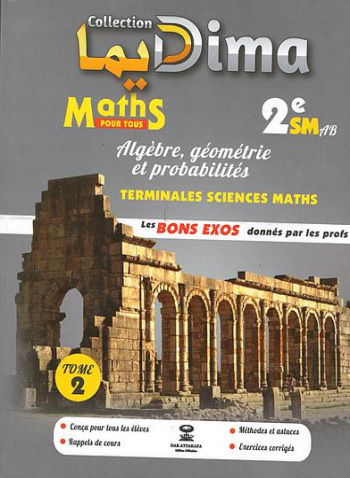 Collection
ديما Dima
Maths
POUR TOUS
2e
SM AB
Algèbre, géométrie
et probabilités
TERMINALES SCIENCES MATHS
Les BONS EXOS donnés par les profs
TOME
2
• Conçu pour tous les élèves
• Rappels de cours
DAR ATTAKAFA
• Méthodes et astuces
• Exercices corrigés